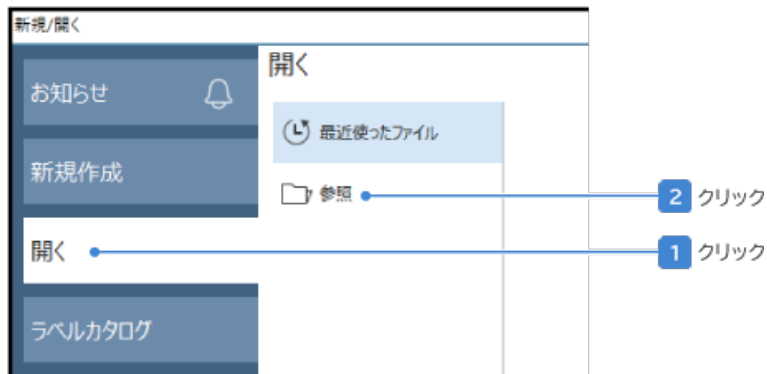 新規/開く
お知らせ
新規作成
開く
ラベルカタログ
開く
最近使ったファイル
参照
2 クリック
1 クリック